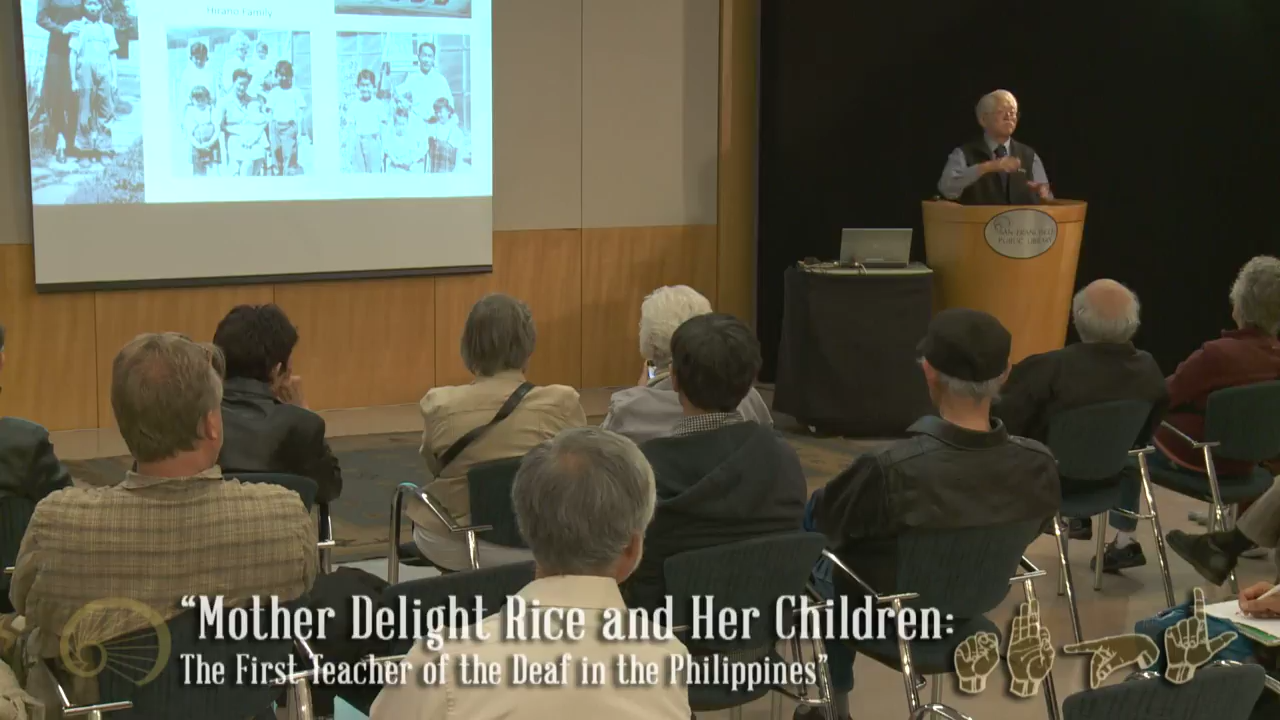 Hirano Family
SAN FRANCISCO
PUBLIC LIBRARY
“Mother Delight Rice and Her Children:
The First Teacher of the Deaf in the Philippines”